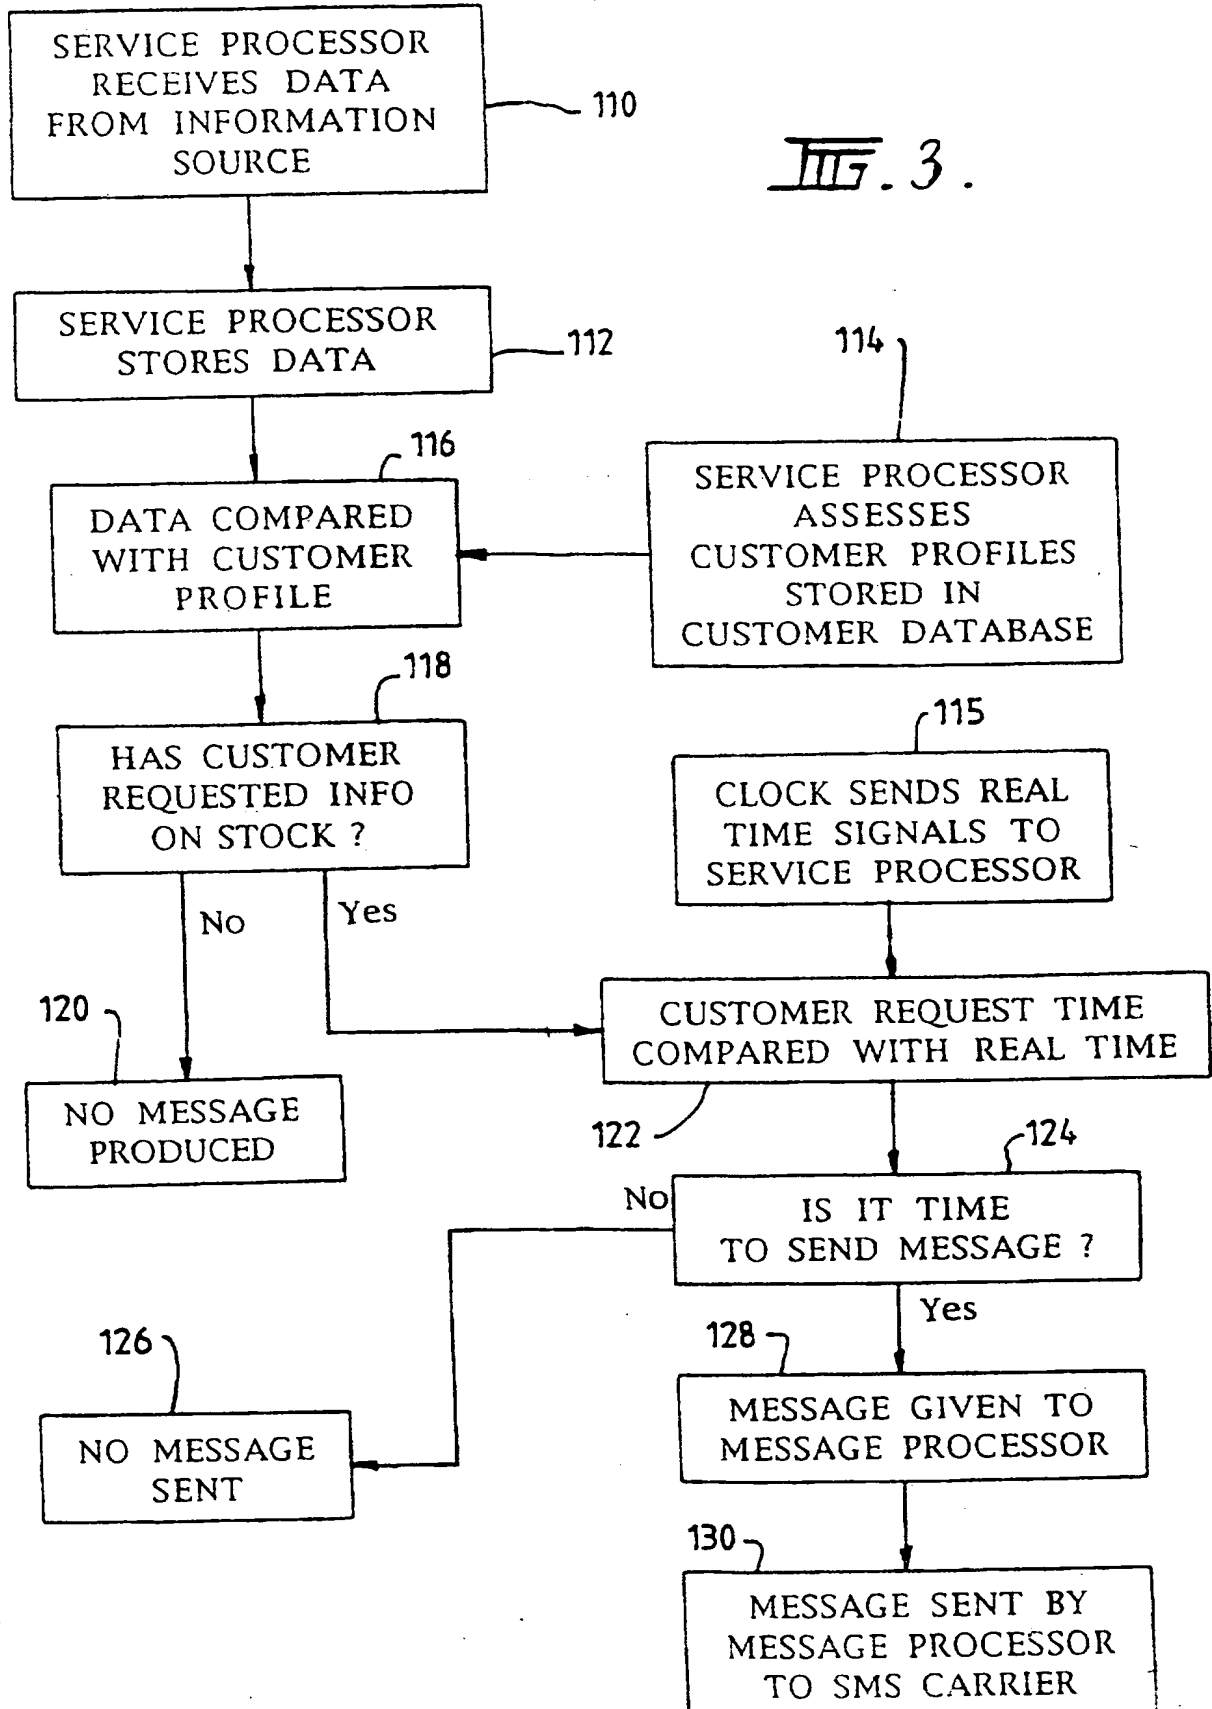 SERVICE PROCESSOR
RECEIVES DATA
FROM INFORMATION
SOURCE
110
FIG. 3.
SERVICE PROCESSOR
STORES DATA
112
114
116
DATA COMPARED
WITH CUSTOMER
PROFILE
SERVICE PROCESSOR
ASSESSES
CUSTOMER PROFILES
STORED IN
CUSTOMER DATABASE
118
HAS CUSTOMER
REQUESTED INFO
ON STOCK ?
115
CLOCK SENDS REAL
TIME SIGNALS TO
SERVICE PROCESSOR
No
Yes
120
NO MESSAGE
PRODUCED
CUSTOMER REQUEST TIME
COMPARED WITH REAL TIME
122
124
No
IS IT TIME
TO SEND MESSAGE ?
Yes
126
NO MESSAGE
SENT
128
MESSAGE GIVEN TO
MESSAGE PROCESSOR
130
MESSAGE SENT BY
MESSAGE PROCESSOR
TO SMS CARRIER